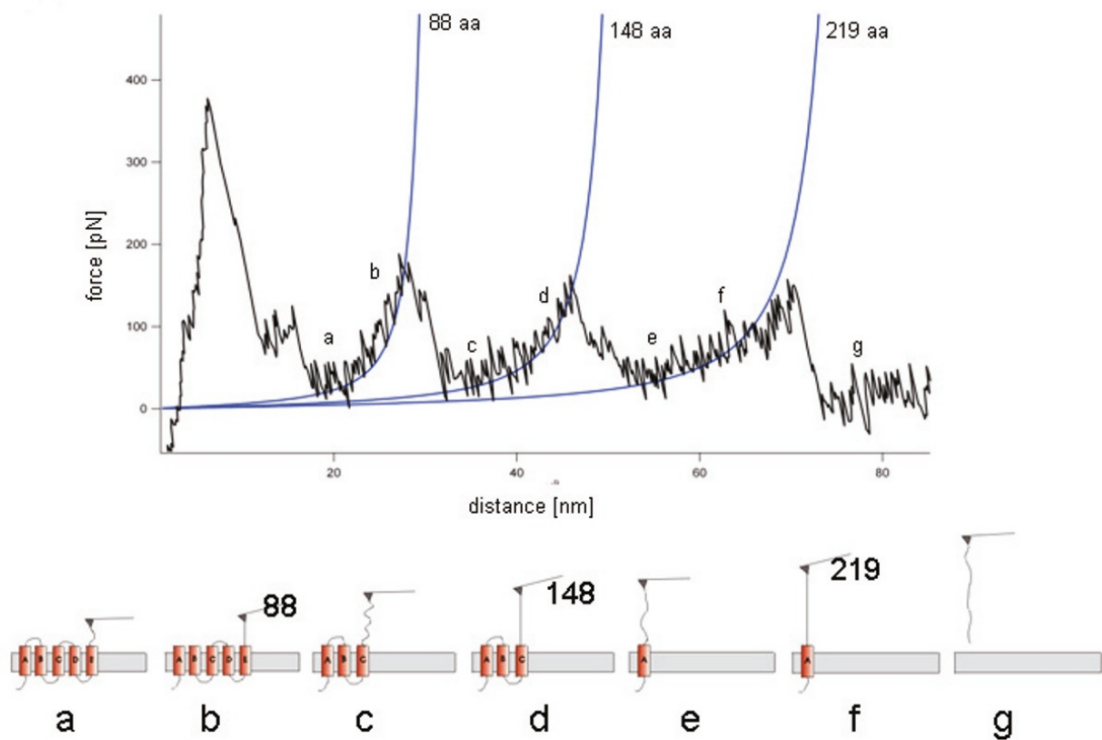 88 aa
148 aa
219 aa
400
300
200
100
0
force [pN]
a
b
c
d
e
f
g
20
40
60
80
distance [nm]
88
148
219
A B C D E
A B C D E
A B C
A B C
A
A
a b c d e f g